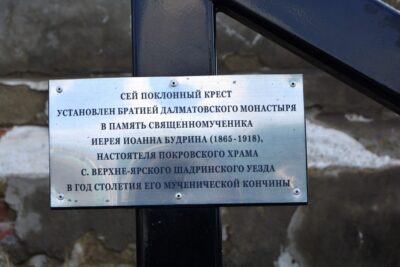 СЕЙ ПОКЛОННЫЙ КРЕСТ
УСТАНОВЛЕН БРАТИЕЙ ДАЛМАТОВСКОГО МОНАСТЫРЯ
В ПАМЯТЬ СВЯЩЕННОМУЧЕНИКА
ИЕРЕЯ ИОАННА БУДРИНА (1865-1918),
НАСТОЯТЕЛЯ ПОКРОВСКОГО ХРАМА
С. ВЕРХНЕ-ЯРСКОГО ШАДРИНСКОГО УЕЗДА
В ГОД СТОЛЕТИЯ ЕГО МУЧЕНИЧЕСКОЙ КОНЧИНЫ